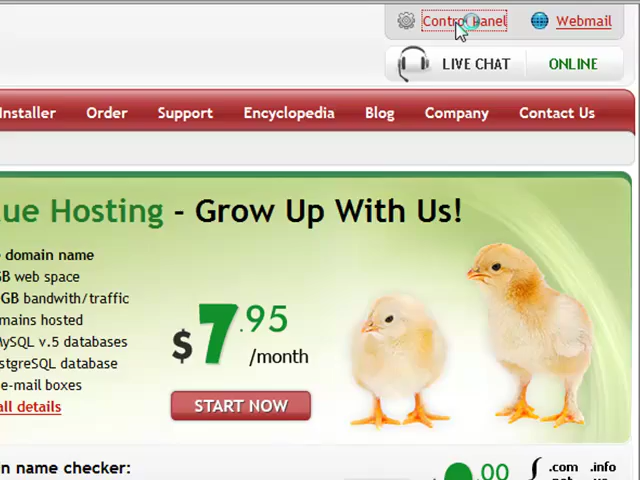 Control Panel Webmail
LIVE CHAT ONLINE
Installer Order Support Encyclopedia Blog Company Contact Us
Hosting - Grow Up With Us!
domain name
web space
bandwith/traffic
hosted
v.5 databases
database
e-mail boxes
all details
$7.95
/month
START NOW
name checker:
.00
.com .info